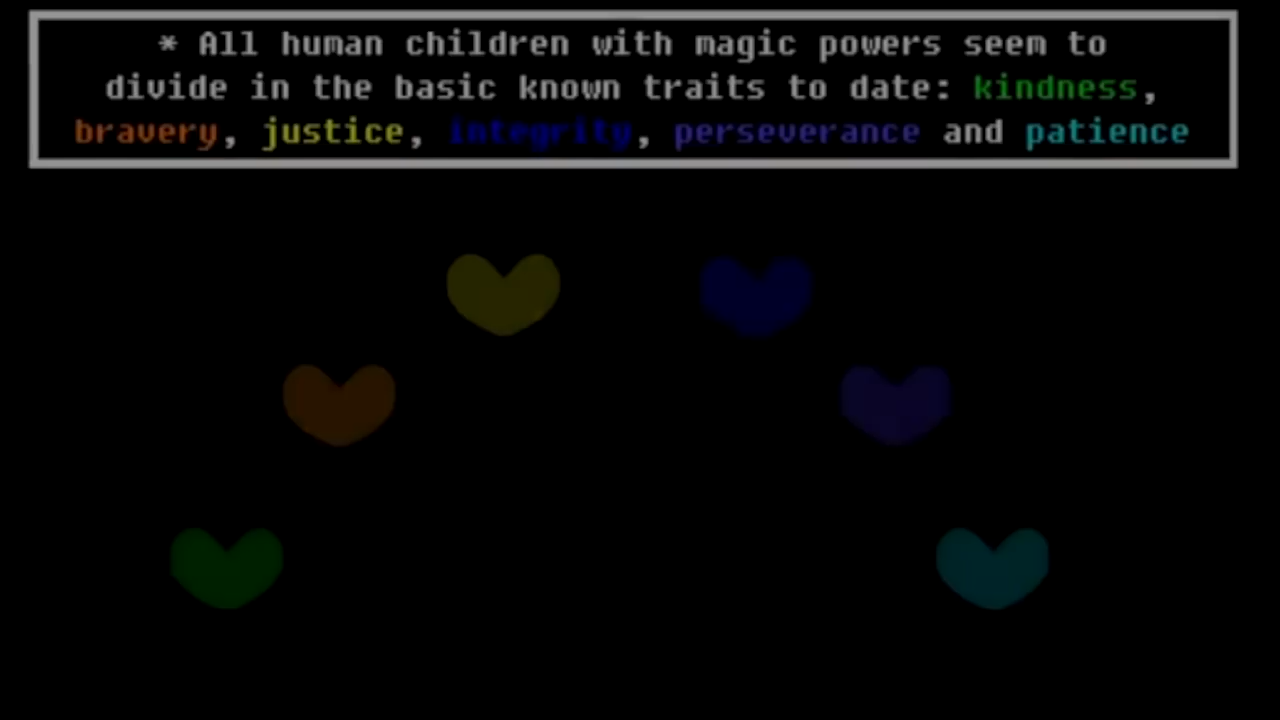 * All human children with magic powers seem to
divide in the basic known traits to date: kindness,
bravery, justice, integrity, perseverance and patience